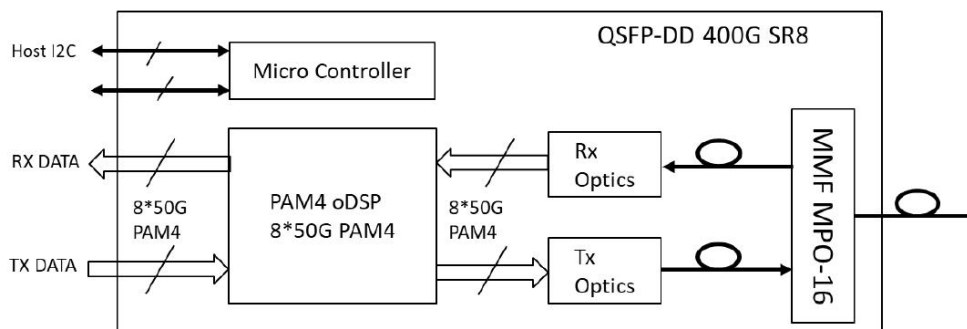 QSFP-DD 400G SR8
Host I2C
Micro Controller
RX DATA
8*50G
PAM4
TX DATA
PAM4 oDSP
8*50G PAM4
8*50G
PAM4
Rx
Optics
Tx
Optics
MMF MPO-16